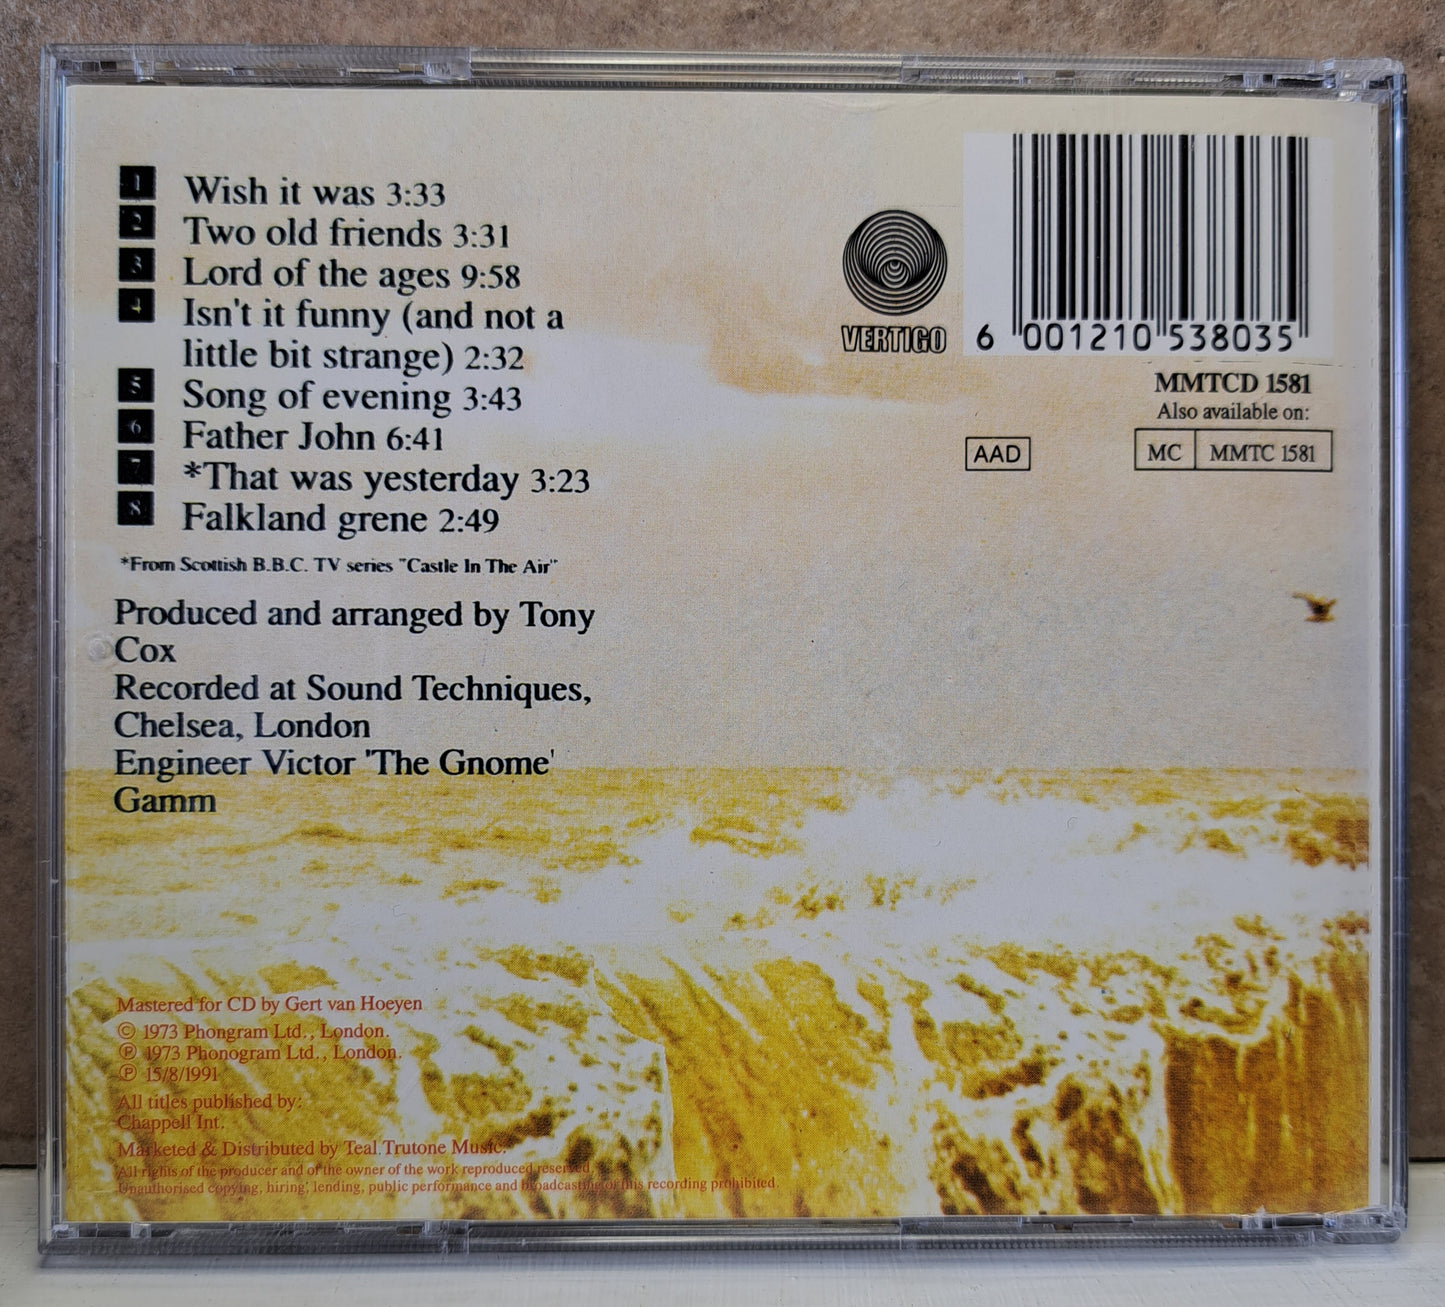 1 Wish it was 3:33
2 Two old friends 3:31
3 Lord of the ages 9:58
4 Isn't it funny (and not a
little bit strange) 2:32
5 Song of evening 3:43
6 Father John 6:41
7 *That was yesterday 3:23
8 Falkland grene 2:49
*From Scottish B.B.C. TV series "Castle In The Air"
Produced and arranged by Tony
Cox
Recorded at Sound Techniques,
Chelsea, London
Engineer Victor 'The Gnome'
Gamm
VERTIGO
6 001210 538035
MMTCD 1581
Also available on:
AAD
MC MMTC 1581
Mastered for CD by Gert van Hoeyen
© 1973 Phongram Ltd., London.
℗ 1973 Phonogram Ltd., London.
℗ 15/8/1991
All titles published by:
Chappell Int.
Marketed & Distributed by Teal Trutone Music.
All rights of the producer and of the owner of the work reproduced reserved.
Unauthorised copying, hiring, lending, public performance and broadcasting of this recording prohibited.